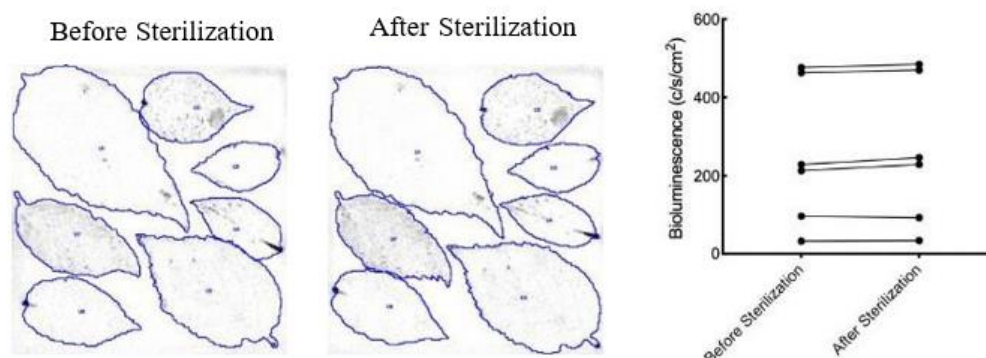 Before Sterilization
After Sterilization
Bioluminescence (c/s/cm²)
600
400
200
0
Before Sterilization
After Sterilization